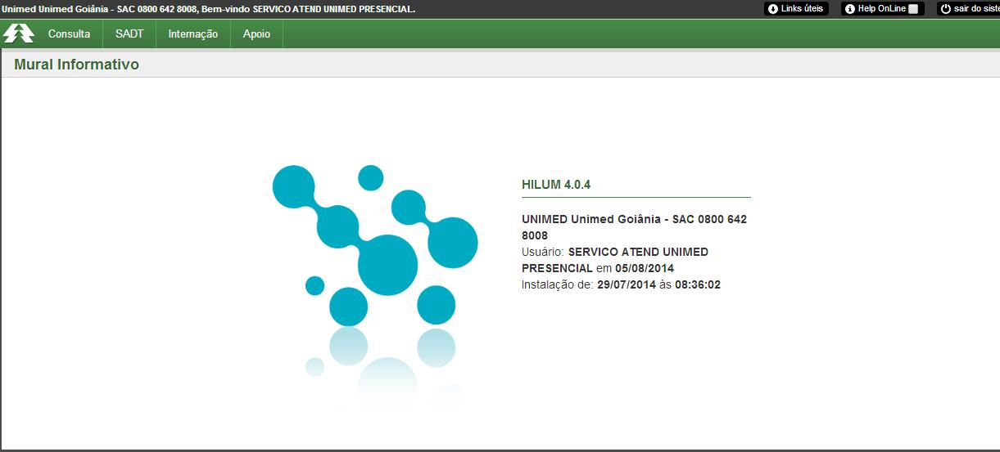 Unimed Unimed Goiânia - SAC 0800 642 8008, Bem-vindo SERVICO ATEND UNIMED PRESENCIAL.
Links úteis
Help OnLine
sair do siste
Consulta
SADT
Internação
Apoio
Mural Informativo
HILUM 4.0.4
UNIMED Unimed Goiânia - SAC 0800 642
8008
Usuário: SERVICO ATEND UNIMED
PRESENCIAL em 05/08/2014
Instalação de: 29/07/2014 às 08:36:02